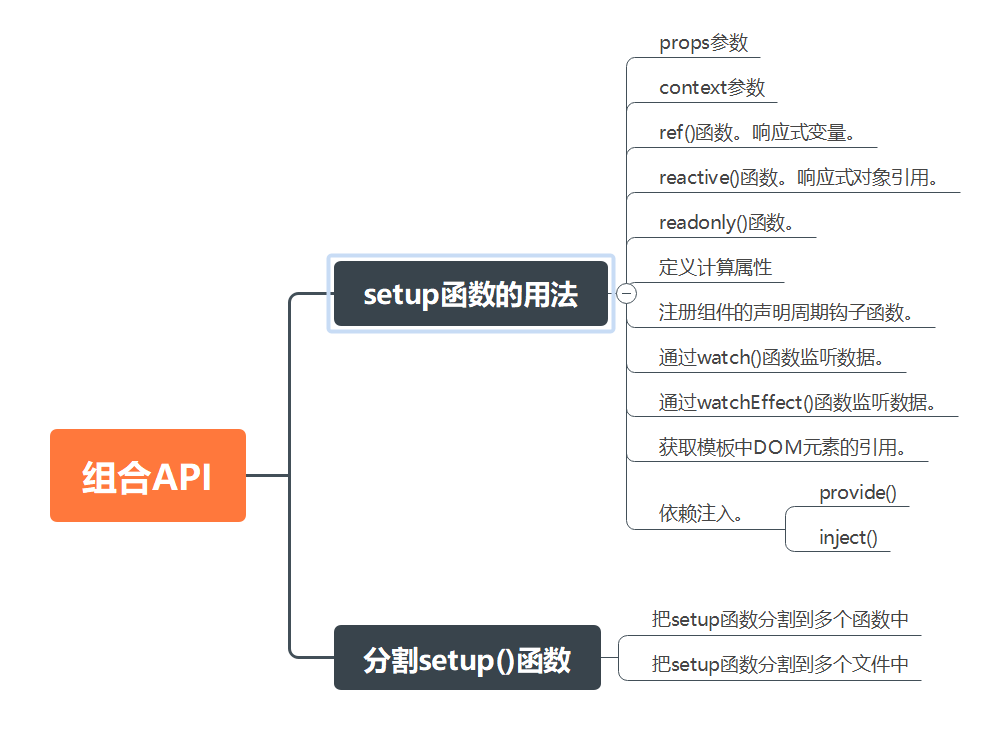 组合API
setup函数的用法
props参数
context参数
ref()函数。响应式变量。
reactive()函数。响应式对象引用。
readonly()函数。
定义计算属性
注册组件的声明周期钩子函数。
通过watch()函数监听数据。
通过watchEffect()函数监听数据。
获取模板中DOM元素的引用。
依赖注入。
provide()
inject()
分割setup()函数
把setup函数分割到多个函数中
把setup函数分割到多个文件中